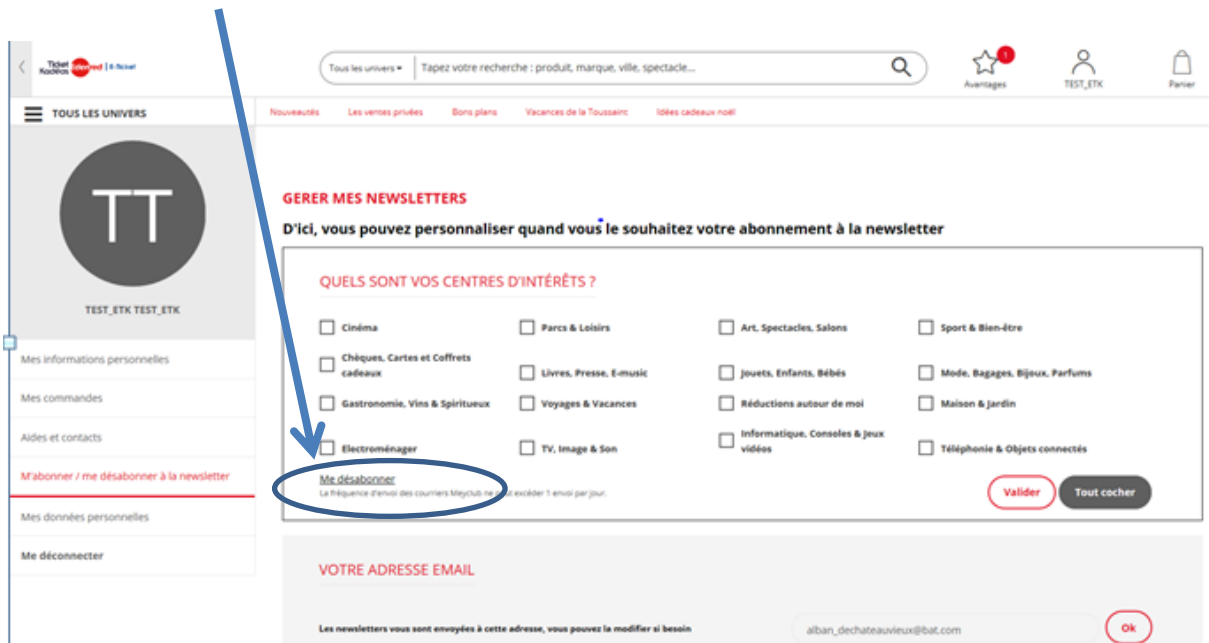 Ticket
Kadéos Edenred | E-Ticket
Tous les univers
Tapez votre recherche : produit, marque, ville, spectacle...
1
Avantages
TEST_ETK
Panier
TOUS LES UNIVERS
Nouveautés
Les ventes privées
Bons plans
Vacances de la Toussaint
Idées cadeaux noël
TT
TEST_ETK TEST_ETK
Mes informations personnelles
Mes commandes
Aides et contacts
M'abonner / me désabonner à la newsletter
Mes données personnelles
Me déconnecter
GERER MES NEWSLETTERS
D'ici, vous pouvez personnaliser quand vous le souhaitez votre abonnement à la newsletter
QUELS SONT VOS CENTRES D'INTÉRÊTS ?
Cinéma
Parcs & Loisirs
Art, Spectacles, Salons
Sport & Bien-être
Chèques, Cartes et Coffrets
cadeaux
Livres, Presse, E-music
Jouets, Enfants, Bébés
Mode, Bagages, Bijoux, Parfums
Gastronomie, Vins & Spiritueux
Voyages & Vacances
Réductions autour de moi
Maison & Jardin
Electroménager
TV, Image & Son
Informatique, Consoles & Jeux
vidéos
Téléphonie & Objets connectés
Me désabonner
La fréquence d'envoi des courriers Meyclub ne peut excéder 1 envoi par jour.
Valider
Tout cocher
VOTRE ADRESSE EMAIL
Les newsletters vous sont envoyées à cette adresse, vous pouvez la modifier si besoin
alban_dechateauvieux@bat.com
Ok